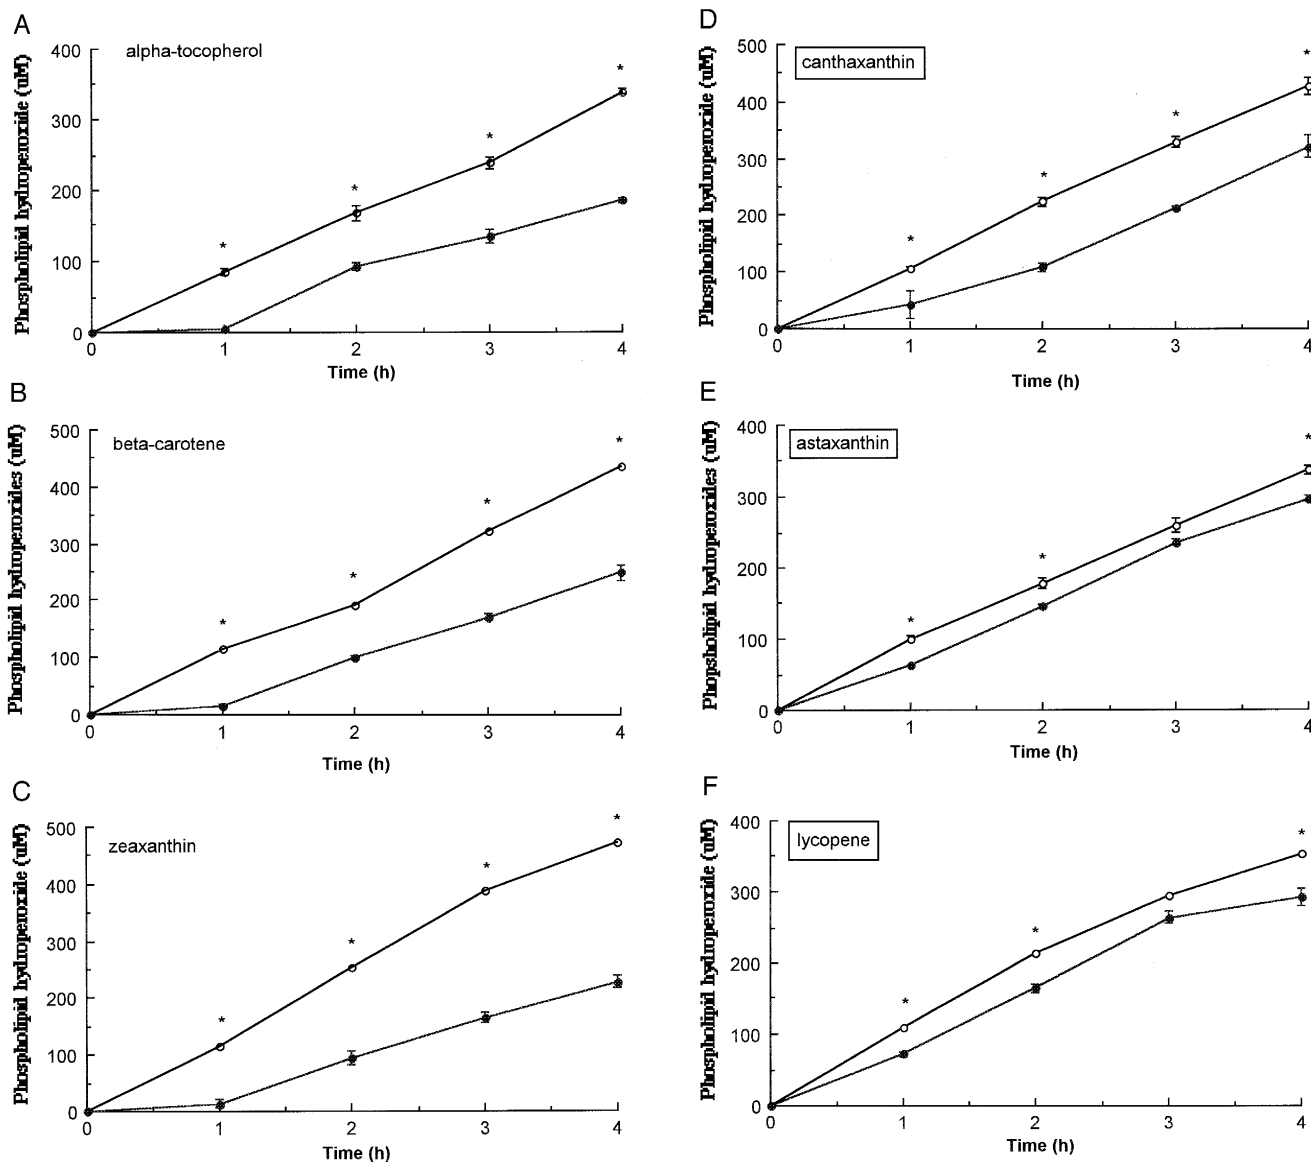 A
alpha-tocopherol
Phospholipid hydroperoxide (uM)
400
300
200
100
0
0 1 2 3 4
Time (h)
* * * *
B
beta-carotene
Phospholipid hydroperoxides (uM)
500
400
300
200
100
0
0 1 2 3 4
Time (h)
* * * *
C
zeaxanthin
Phospholipid hydroperoxide (uM)
500
400
300
200
100
0
0 1 2 3 4
Time (h)
* * * *
D
canthaxanthin
Phospholipid hydroperoxide (uM)
500
400
300
200
100
0
0 1 2 3 4
Time (h)
* * * *
E
astaxanthin
Phopsholipid hydroperoxides (uM)
400
300
200
100
0
0 1 2 3 4
Time (h)
* * *
F
lycopene
Phospholipid hydroperoxide (uM)
400
300
200
100
0
0 1 2 3 4
Time (h)
* * *